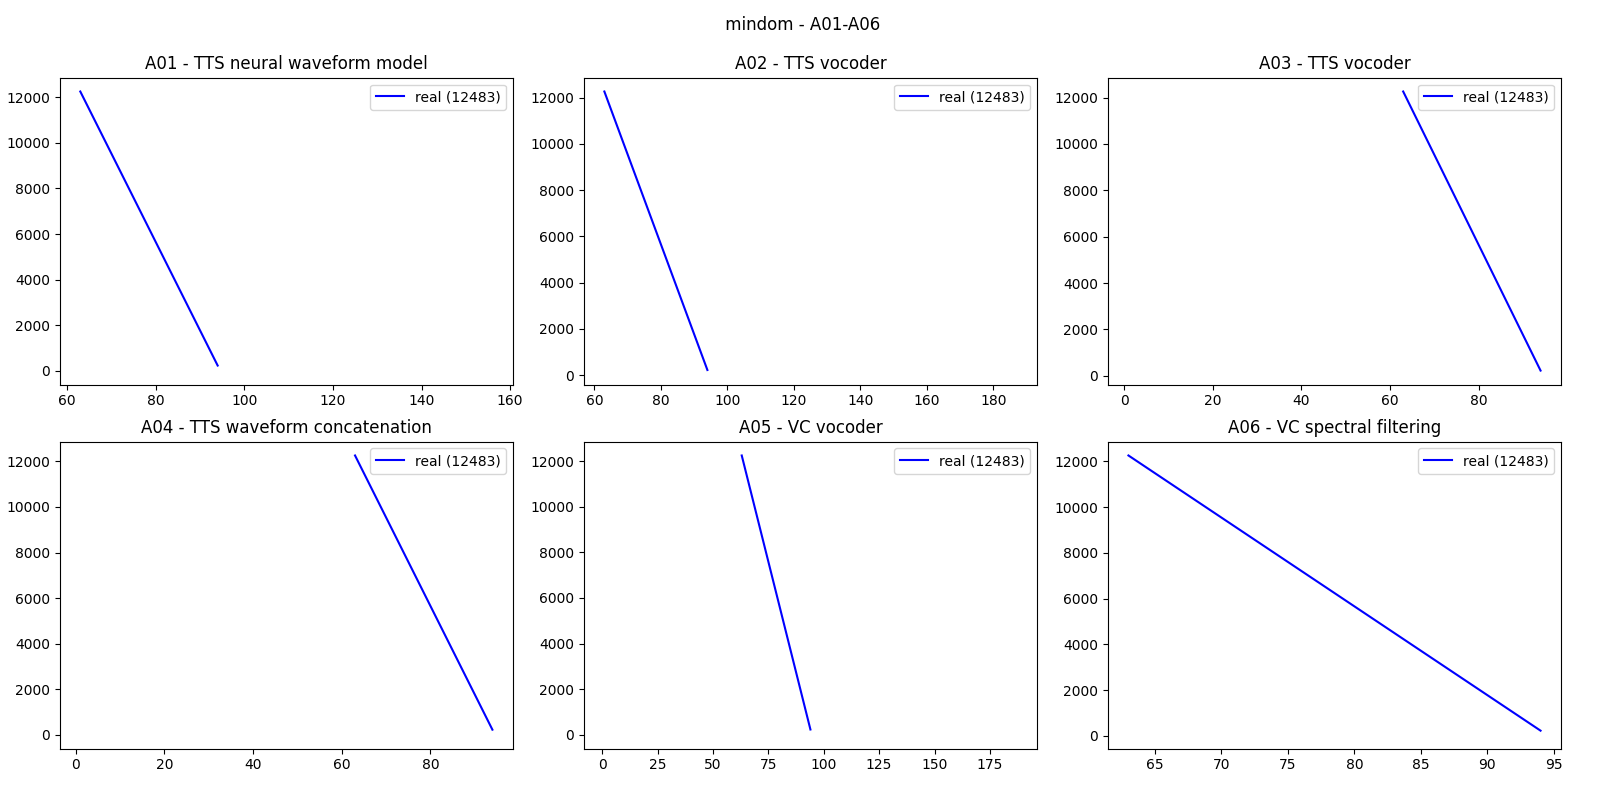 mindom - A01-A06
A01 - TTS neural waveform model
real (12483)
12000
10000
8000
6000
4000
2000
0
60 80 100 120 140 160
A02 - TTS vocoder
real (12483)
12000
10000
8000
6000
4000
2000
0
60 80 100 120 140 160 180
A03 - TTS vocoder
real (12483)
12000
10000
8000
6000
4000
2000
0
0 20 40 60 80
A04 - TTS waveform concatenation
real (12483)
12000
10000
8000
6000
4000
2000
0
0 20 40 60 80
A05 - VC vocoder
real (12483)
12000
10000
8000
6000
4000
2000
0
0 25 50 75 100 125 150 175
A06 - VC spectral filtering
real (12483)
12000
10000
8000
6000
4000
2000
0
65 70 75 80 85 90 95